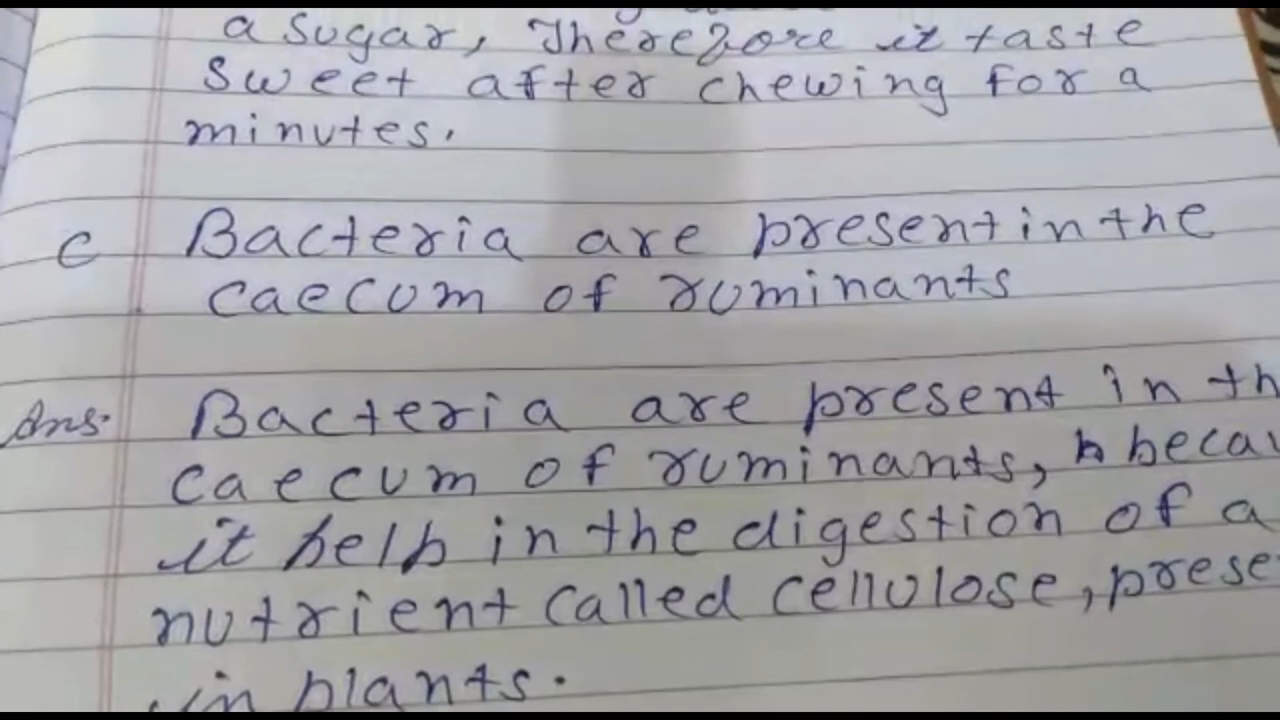 a sugar, Therefore it taste
sweet after chewing for a
minutes.
c Bacteria are present in the
caecum of ruminants
Ans. Bacteria are present in th
caecum of ruminants, becau
it help in the digestion of a
nutrient called cellulose, prese
in plants.